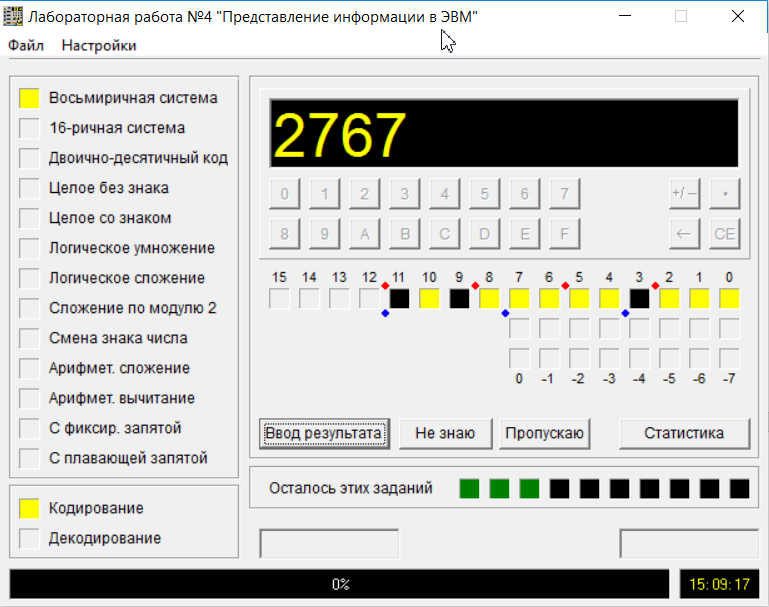 Лабораторная работа №4 "Представление информации в ЭВМ"
Файл Настройки
Восьмиричная система
16-ричная система
Двоично-десятичный код
Целое без знака
Целое со знаком
Логическое умножение
Логическое сложение
Сложение по модулю 2
Смена знака числа
Арифмет. сложение
Арифмет. вычитание
С фиксир. запятой
С плавающей запятой
Кодирование
Декодирование
2767
0 1 2 3 4 5 6 7 +/− •
8 9 A B C D E F ← CE
15 14 13 12 11 10 9 8 7 6 5 4 3 2 1 0
0 -1 -2 -3 -4 -5 -6 -7
Ввод результата Не знаю Пропускаю Статистика
Осталось этих заданий
0% 15:09:17